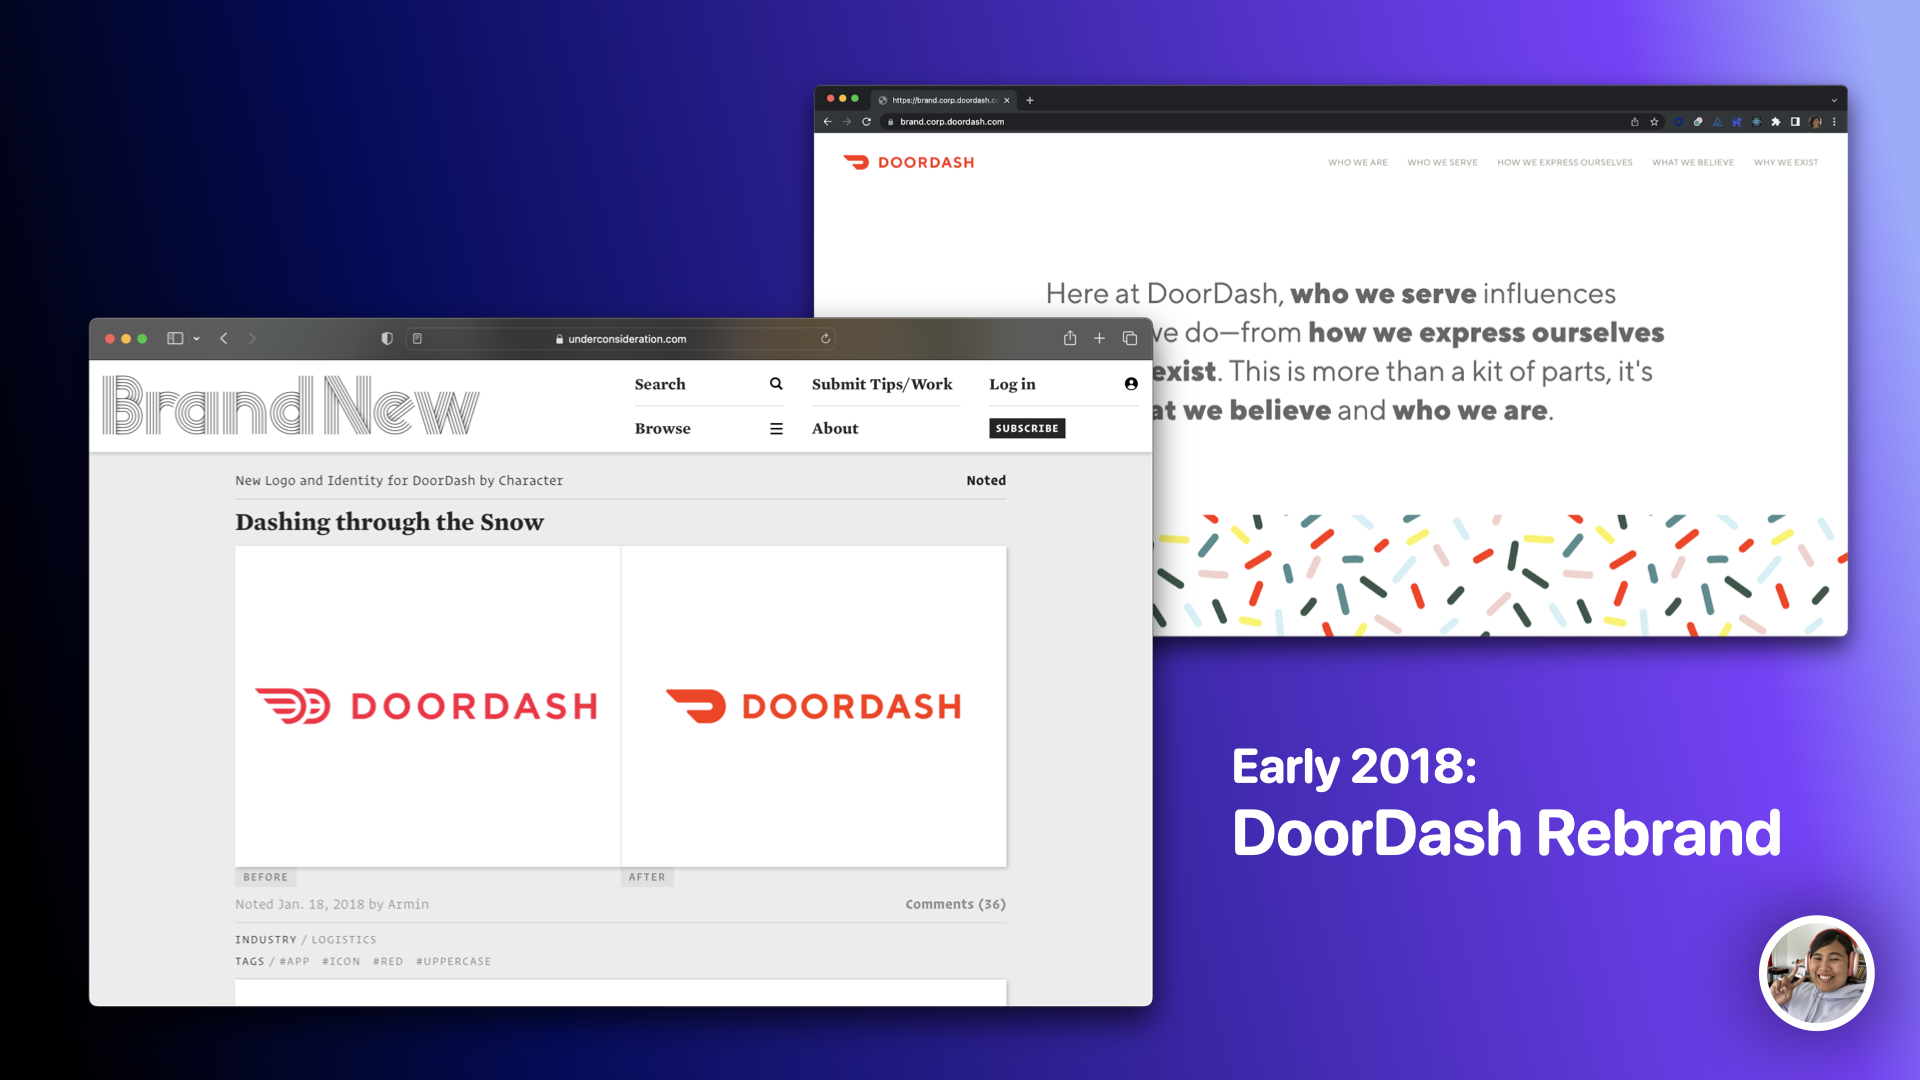 https://brand.corp.doordash.c
brand.corp.doordash.com
DOORDASH
WHO WE ARE
WHO WE SERVE
HOW WE EXPRESS OURSELVES
WHAT WE BELIEVE
WHY WE EXIST
Here at DoorDash, who we serve influences
we do—from how we express ourselves
exist. This is more than a kit of parts, it's
at we believe and who we are.
underconsideration.com
Brand New
Search
Submit Tips/Work
Log in
Browse
About
SUBSCRIBE
New Logo and Identity for DoorDash by Character
Noted
Dashing through the Snow
DOORDASH
DOORDASH
BEFORE
AFTER
Noted Jan. 18, 2018 by Armin
Comments (36)
INDUSTRY / LOGISTICS
TAGS / #APP #ICON #RED #UPPERCASE
Early 2018:
DoorDash Rebrand